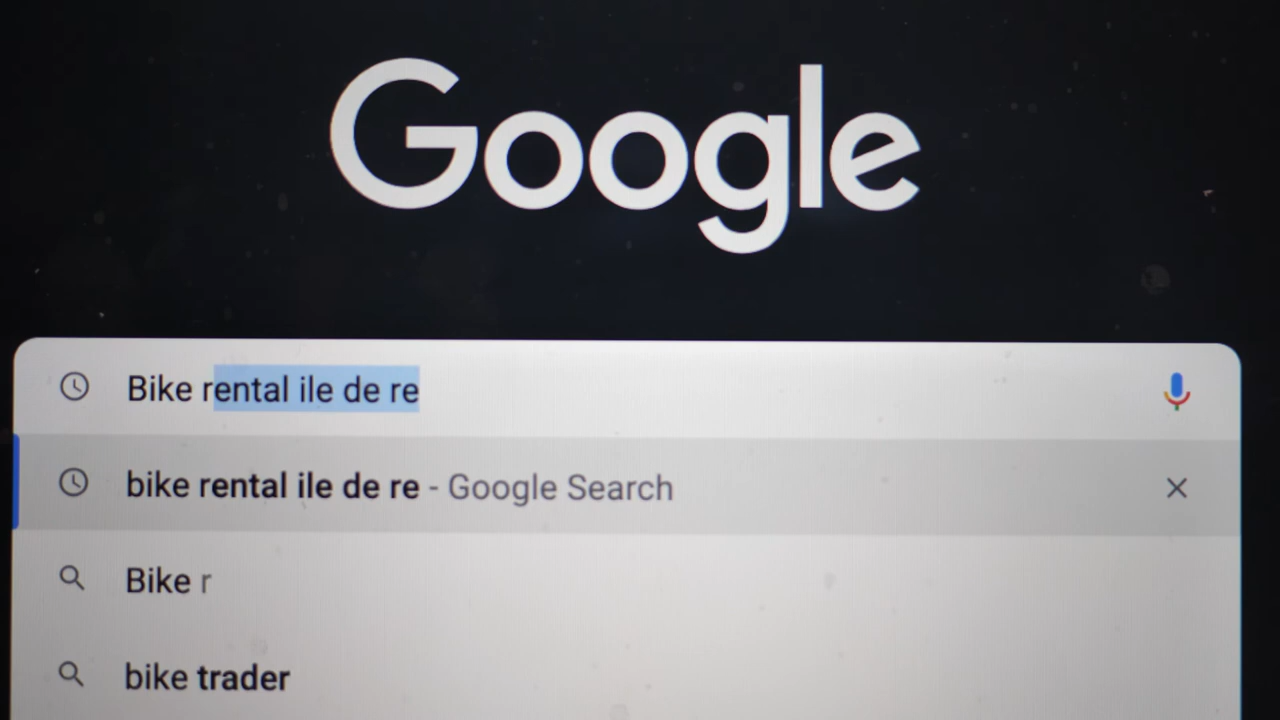 Google
Bike rental ile de re
bike rental ile de re - Google Search
Bike r
bike trader